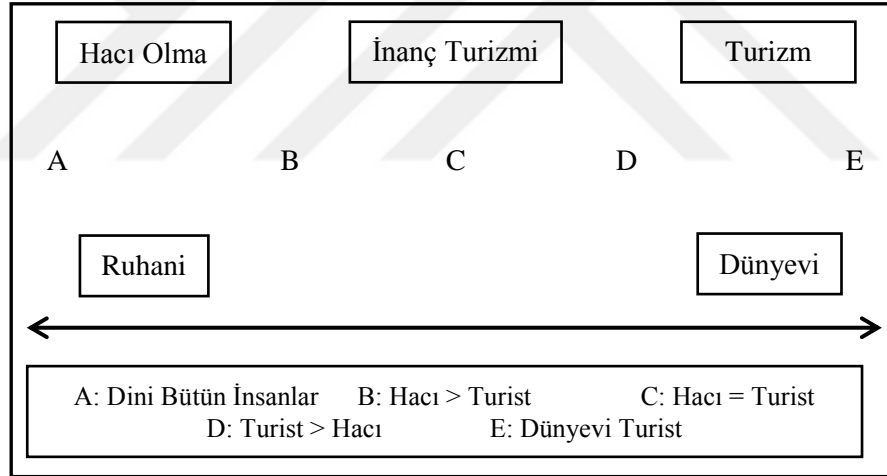 Hacı Olma İnanç Turizmi Turizm
A B C D E
Ruhani Dünyevi
A: Dini Bütün İnsanlar B: Hacı > Turist C: Hacı = Turist
D: Turist > Hacı E: Dünyevi Turist